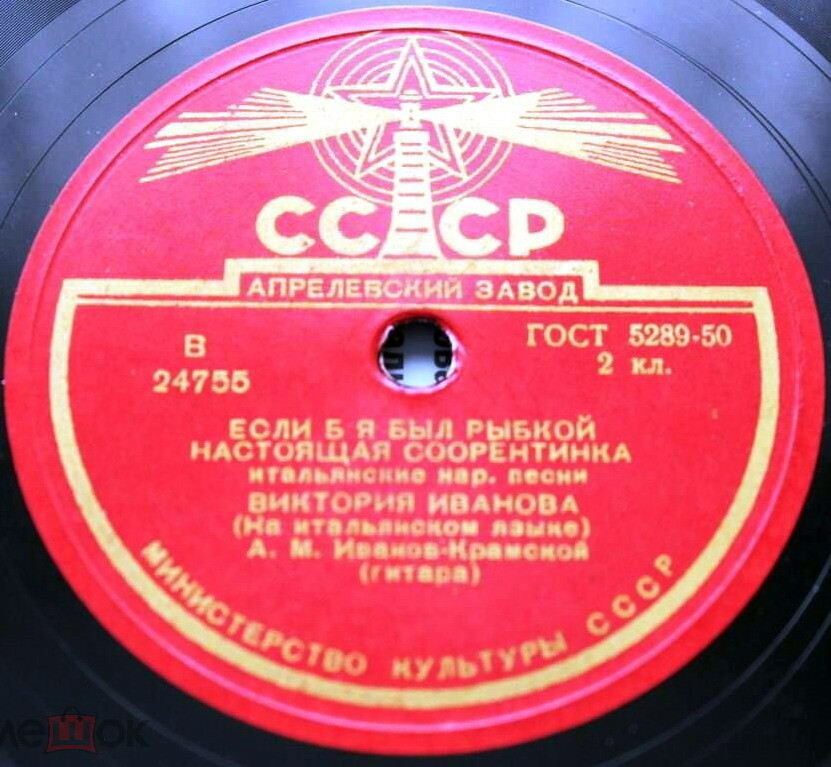 СССР
АПРЕЛЕВСКИЙ ЗАВОД
В
24755
ГОСТ 5289-50
2 кл.
ЕСЛИ Б Я БЫЛ РЫБКОЙ
НАСТОЯЩАЯ СООРЕНТИНКА
итальянские нар. песни
ВИКТОРИЯ ИВАНОВА
(На итальянском языке)
А. М. Иванов-Крамской
(гитара)
МИНИСТЕРСТВО КУЛЬТУРЫ СССР